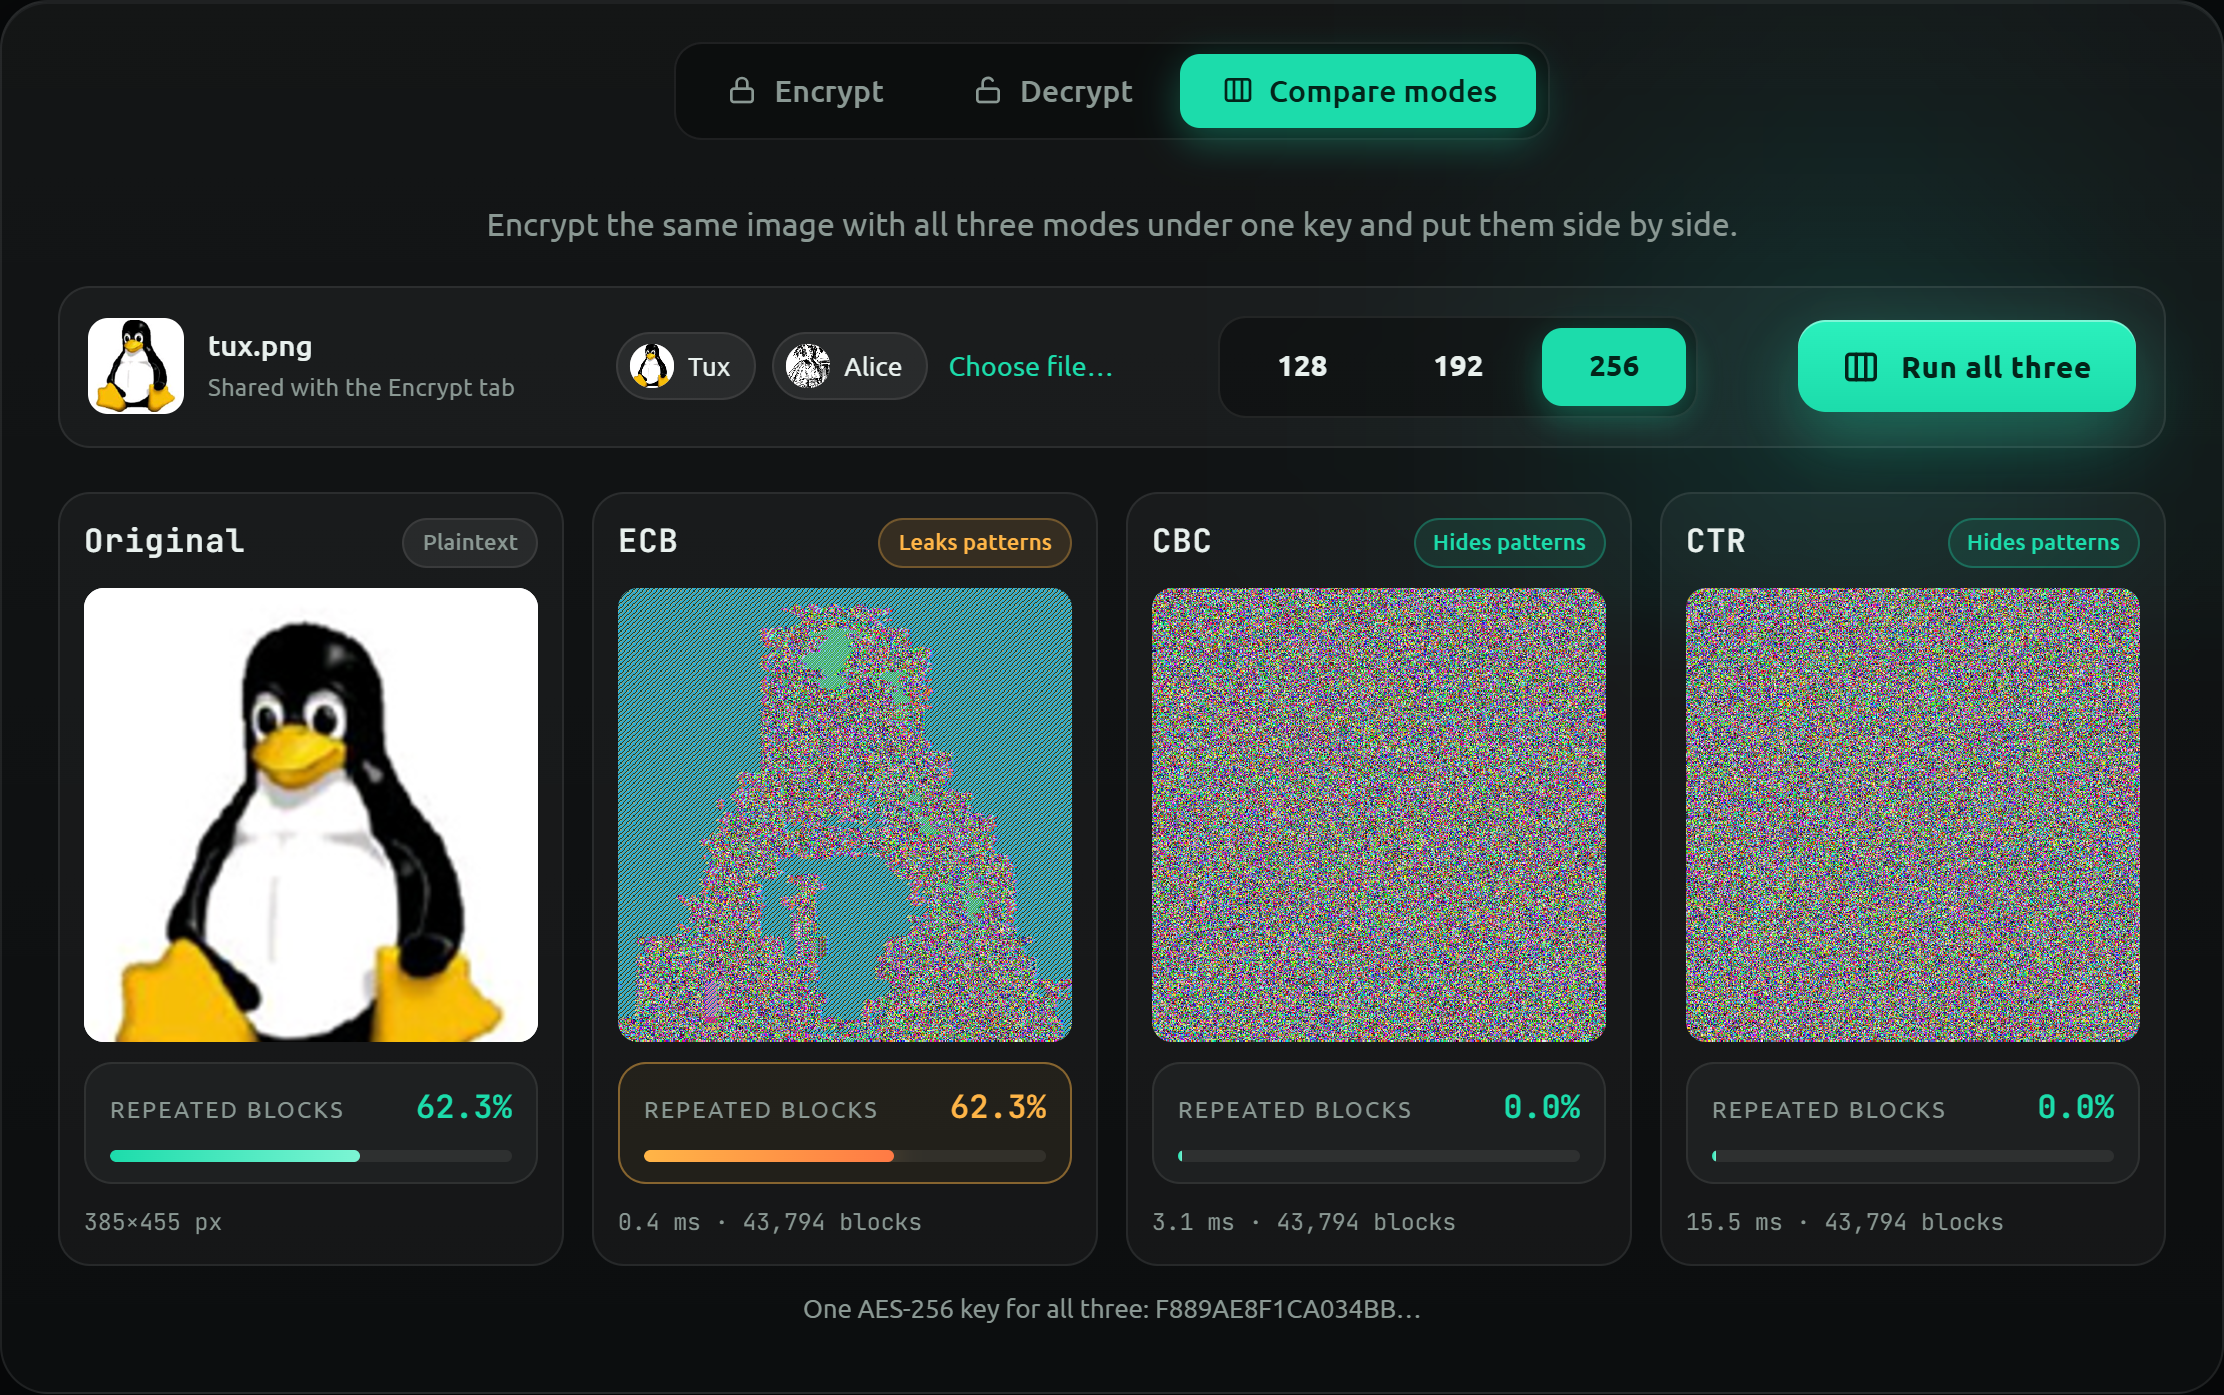 Encrypt Decrypt Compare modes
Encrypt the same image with all three modes under one key and put them side by side.
tux.png
Shared with the Encrypt tab
Tux Alice Choose file...
128 192 256
Run all three
Original Plaintext
REPEATED BLOCKS 62.3%
385×455 px
ECB Leaks patterns
REPEATED BLOCKS 62.3%
0.4 ms · 43,794 blocks
CBC Hides patterns
REPEATED BLOCKS 0.0%
3.1 ms · 43,794 blocks
CTR Hides patterns
REPEATED BLOCKS 0.0%
15.5 ms · 43,794 blocks
One AES-256 key for all three: F889AE8F1CA034BB...